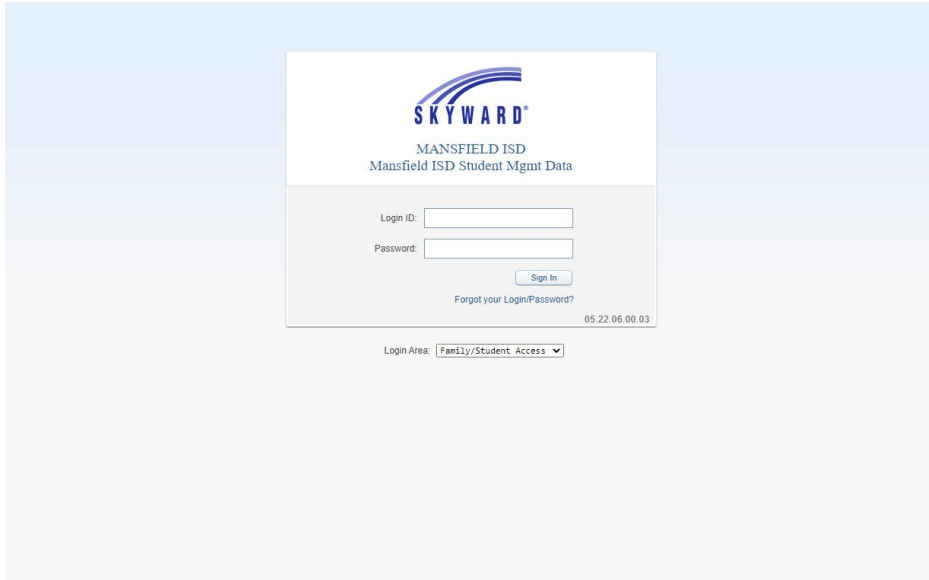 SKYWARD®
MANSFIELD ISD
Mansfield ISD Student Mgmt Data
Login ID:
Password:
Sign In
Forgot your Login/Password?
05.22.06.00.03
Login Area: Family/Student Access